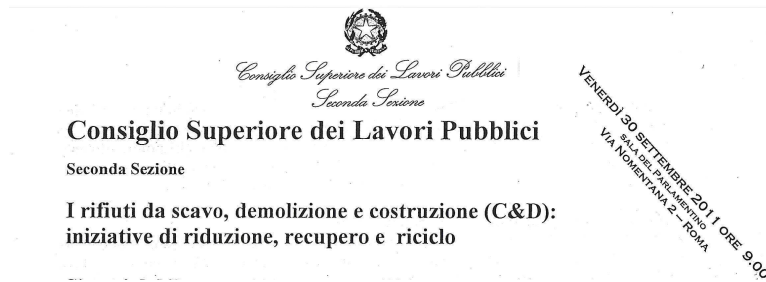 Consiglio Superiore dei Lavori Pubblici
Seconda Sezione
Consiglio Superiore dei Lavori Pubblici
Seconda Sezione
I rifiuti da scavo, demolizione e costruzione (C&D):
iniziative di riduzione, recupero e riciclo
VENERDÌ 30 SETTEMBRE 2011 ORE 9.00
SALA DEL PARLAMENTINO
VIA NOMENTANA 2 – ROMA